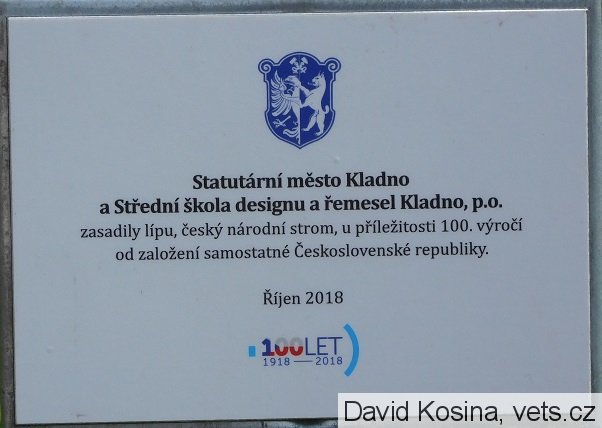 Statutární město Kladno
a Střední škola designu a řemesel Kladno, p.o.
zasadily lípu, český národní strom, u příležitosti 100. výročí
od založení samostatné Československé republiky.
Říjen 2018
100LET
1918 — 2018
David Kosina, vets.cz